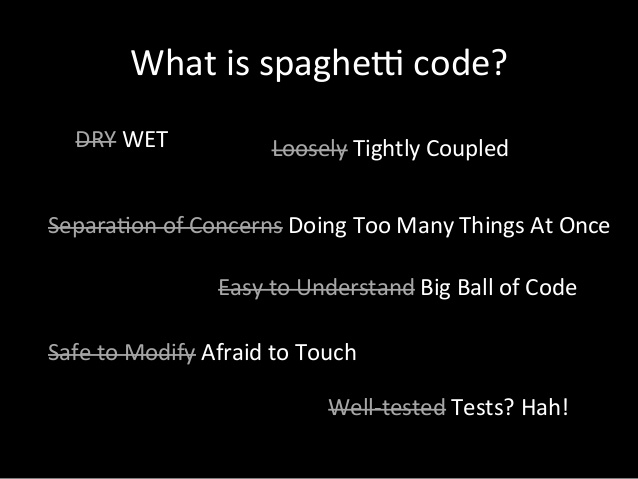 What is spaghetti code?
DRY WET
Loosely Tightly Coupled
Separation of Concerns Doing Too Many Things At Once
Easy to Understand Big Ball of Code
Safe to Modify Afraid to Touch
Well-tested Tests? Hah!